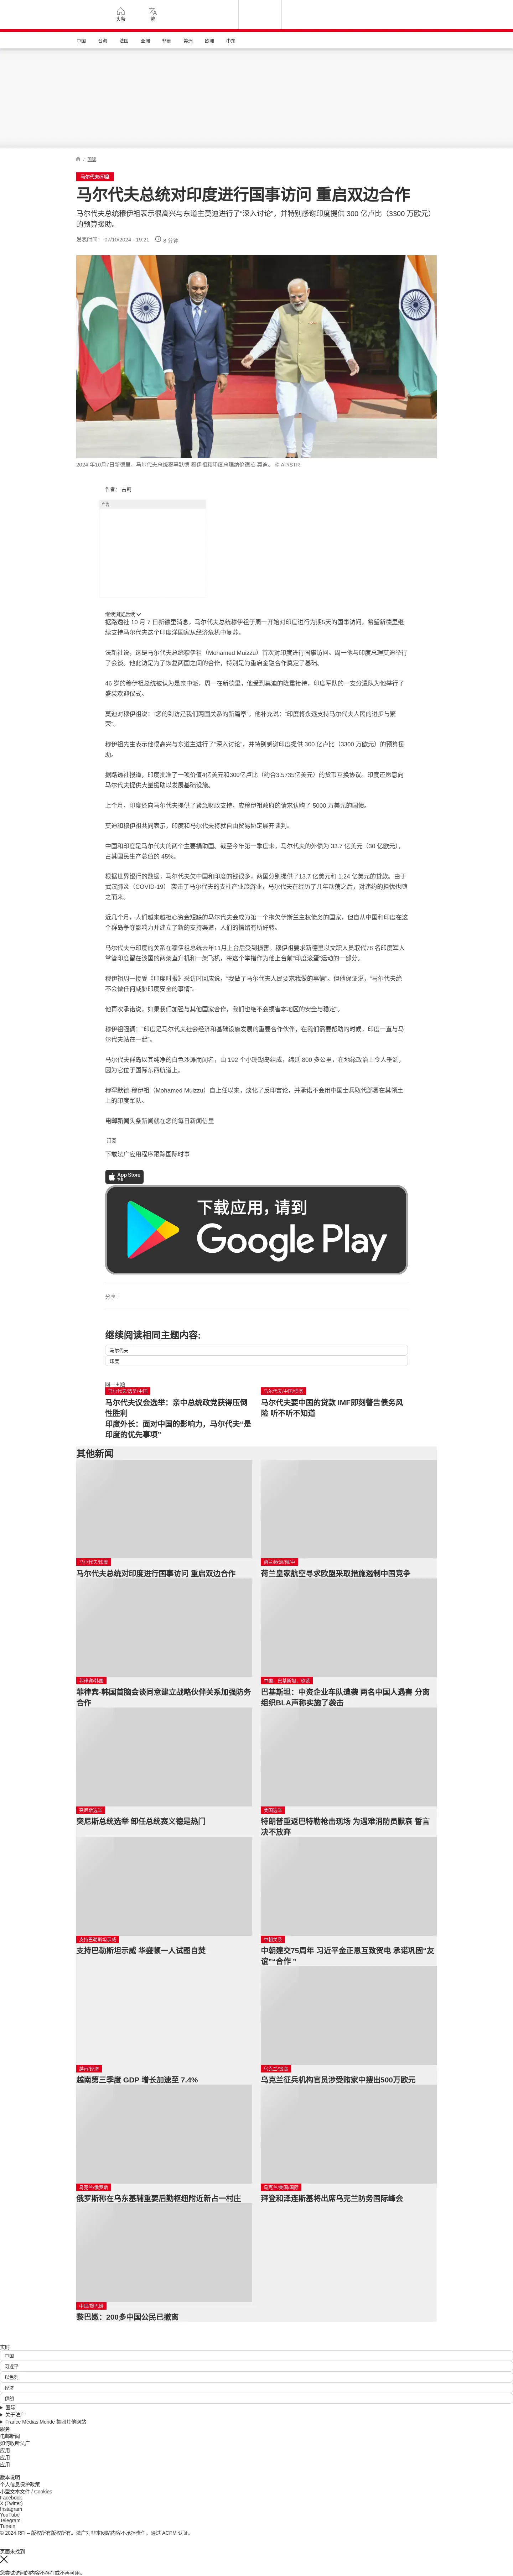 头条
繁
中国
台海
法国
亚洲
非洲
美洲
欧洲
中东
/ 国际
马尔代夫/印度
马尔代夫总统对印度进行国事访问 重启双边合作
马尔代夫总统穆伊祖表示很高兴与东道主莫迪进行了“深入讨论”，并特别感谢印度提供 300 亿卢比（3300 万欧元）的预算援助。
发表时间： 07/10/2024 - 19:21
8 分钟
2024 年10月7日新德里，马尔代夫总统穆罕默德-穆伊祖和印度总理纳伦德拉-莫迪。 © AP/STR
作者： 古莉
广告
继续浏览后续
据路透社 10 月 7 日新德里消息，马尔代夫总统穆伊祖于周一开始对印度进行为期5天的国事访问，希望新德里继续支持马尔代夫这个印度洋国家从经济危机中复苏。
法新社说，这是马尔代夫总统穆伊祖（Mohamed Muizzu）首次对印度进行国事访问。周一他与印度总理莫迪举行了会谈。他此访是为了恢复两国之间的合作，特别是为重启金融合作奠定了基础。
46 岁的穆伊祖总统被认为是亲中派，周一在新德里，他受到莫迪的隆重接待，印度军队的一支分遣队为他举行了盛装欢迎仪式。
莫迪对穆伊祖说：“您的到访是我们两国关系的新篇章”。他补充说：“印度将永远支持马尔代夫人民的进步与繁荣”。
穆伊祖先生表示他很高兴与东道主进行了“深入讨论”，并特别感谢印度提供 300 亿卢比（3300 万欧元）的预算援助。
据路透社报道，印度批准了一项价值4亿美元和300亿卢比（约合3.5735亿美元）的货币互换协议。印度还愿意向马尔代夫提供大量援助以发展基础设施。
上个月，印度还向马尔代夫提供了紧急财政支持，应穆伊祖政府的请求认购了 5000 万美元的国债。
莫迪和穆伊祖共同表示，印度和马尔代夫将就自由贸易协定展开谈判。
中国和印度是马尔代夫的两个主要捐助国。截至今年第一季度末，马尔代夫的外债为 33.7 亿美元（30 亿欧元），占其国民生产总值的 45%。
根据世界银行的数据，马尔代夫欠中国和印度的钱很多，两国分别提供了13.7 亿美元和 1.24 亿美元的贷款。由于武汉肺炎（COVID-19） 袭击了马尔代夫的支柱产业旅游业，马尔代夫在经历了几年动荡之后，对违约的担忧也随之而来。
近几个月，人们越来越担心资金短缺的马尔代夫会成为第一个拖欠伊斯兰主权债务的国家，但自从中国和印度在这个群岛争夺影响力并建立了新的支持渠道，人们的情绪有所好转。
马尔代夫与印度的关系在穆伊祖总统去年11月上台后受到损害。穆伊祖要求新德里以文职人员取代78 名印度军人掌管印度留在该国的两架直升机和一架飞机，将这个举措作为他上台前“印度滚蛋”运动的一部分。
穆伊祖周一接受《印度时报》采访时回应说，“我做了马尔代夫人民要求我做的事情”。但他保证说，“马尔代夫绝不会做任何威胁印度安全的事情”。
他再次承诺说，如果我们加强与其他国家合作，我们也绝不会损害本地区的安全与稳定”。
穆伊祖强调：“印度是马尔代夫社会经济和基础设施发展的重要合作伙伴，在我们需要帮助的时候，印度一直与马尔代夫站在一起”。
马尔代夫群岛以其纯净的白色沙滩而闻名，由 192 个小珊瑚岛组成，绵延 800 多公里，在地缘政治上令人垂涎，因为它位于国际东西航道上。
穆罕默德-穆伊祖（Mohamed Muizzu）自上任以来，淡化了反印言论，并承诺不会用中国士兵取代部署在其领土上的印度军队。
电邮新闻头条新闻就在您的每日新闻信里
订阅
下载法广应用程序跟踪国际时事
App Store
下载应用，请到
Google Play
分享 :
继续阅读相同主题内容:
马尔代夫
印度
同一主题
马尔代夫/选举/中国
马尔代夫议会选举：亲中总统政党获得压倒性胜利
印度外长：面对中国的影响力，马尔代夫“是印度的优先事项”
马尔代夫/中国/债务
马尔代夫要中国的贷款 IMF即刻警告债务风险 听不听不知道
其他新闻
马尔代夫/印度
马尔代夫总统对印度进行国事访问 重启双边合作
荷兰/欧洲/俄/中
荷兰皇家航空寻求欧盟采取措施遏制中国竞争
菲律宾/韩国
菲律宾-韩国首脑会谈同意建立战略伙伴关系加强防务合作
中国、巴基斯坦、恐袭
巴基斯坦：中资企业车队遭袭 两名中国人遇害 分离组织BLA声称实施了袭击
突尼斯选举
突尼斯总统选举 卸任总统赛义德是热门
美国选举
特朗普重返巴特勒枪击现场 为遇难消防员默哀 誓言决不放弃
支持巴勒斯坦示威
支持巴勒斯坦示威 华盛顿一人试图自焚
中朝关系
中朝建交75周年 习近平金正恩互致贺电 承诺巩固“友谊”“合作 ”
越南/经济
越南第三季度 GDP 增长加速至 7.4%
乌克兰/贪腐
乌克兰征兵机构官员涉受贿家中搜出500万欧元
乌克兰/俄罗斯
俄罗斯称在乌东基辅重要后勤枢纽附近新占一村庄
乌克兰/美国/国际
拜登和泽连斯基将出席乌克兰防务国际峰会
中国/黎巴嫩
黎巴嫩：200多中国公民已撤离
实时
中国
习近平
以色列
经济
伊朗
国际
关于法广
France Médias Monde 集团其他网站
服务
电邮新闻
如何收听法广
应用
应用
应用
版本说明
个人信息保护政策
小型文本文件 / Cookies
Facebook
X (Twitter)
Instagram
YouTube
Telegram
TuneIn
© 2024 RFI – 版权所有版权所有。法广对非本网站内容不承担责任。通过 ACPM 认证。
页面未找到
您尝试访问的内容不存在或不再可用。